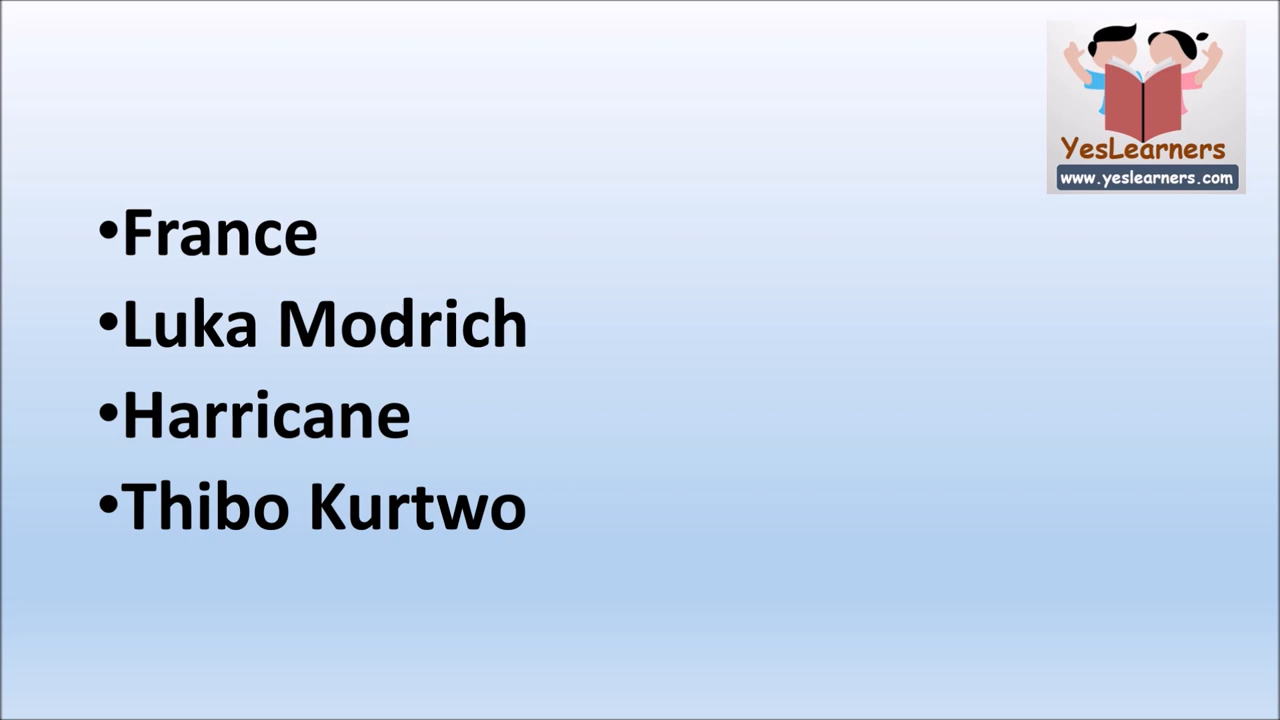 YesLearners
www.yeslearners.com
•France
•Luka Modrich
•Harricane
•Thibo Kurtwo